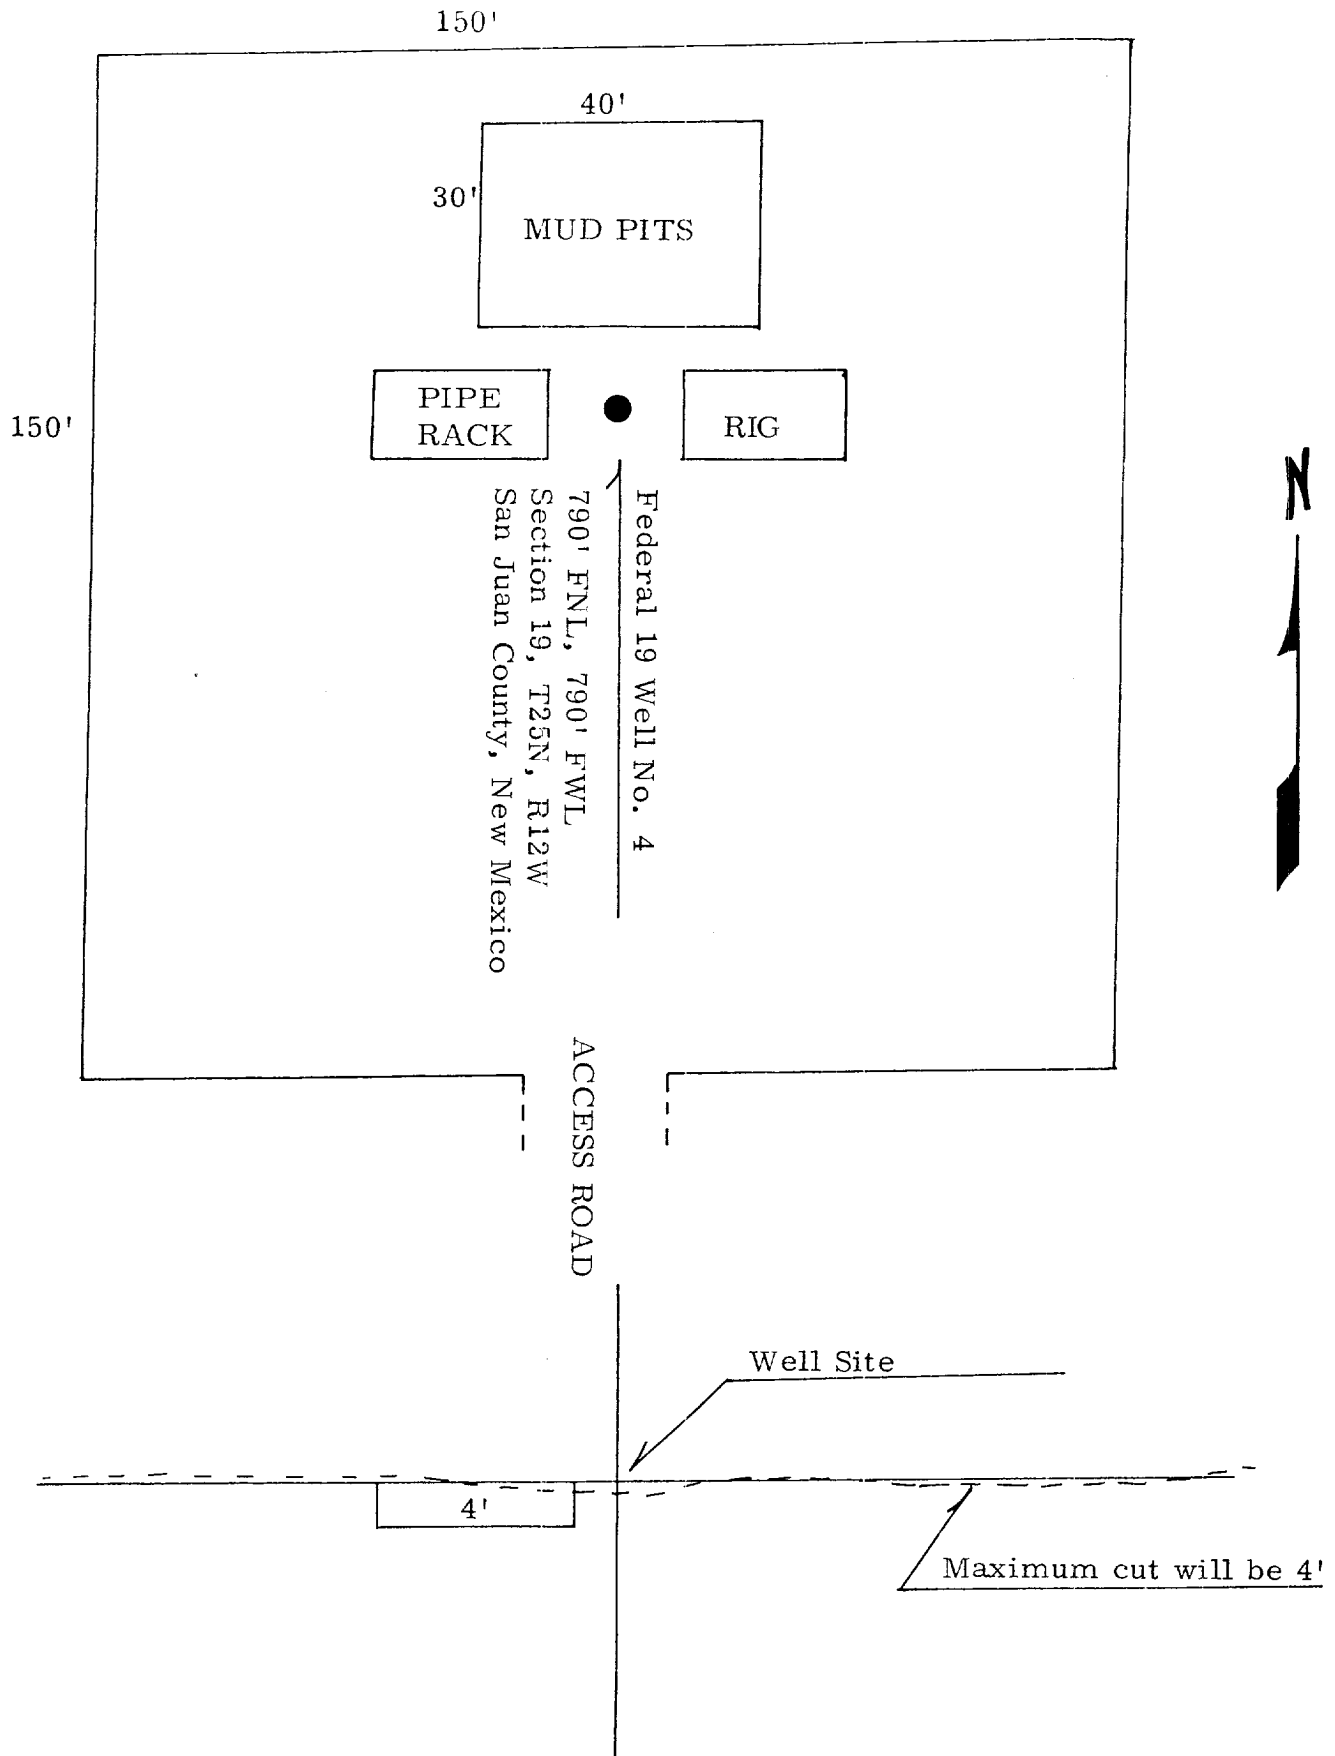 150'
40'
30'
MUD PITS
150'
PIPE
RACK
RIG
N
Federal 19 Well No. 4
790' FNL, 790' FWL
Section 19, T25N, R12W
San Juan County, New Mexico
ACCESS ROAD
Well Site
4'
Maximum cut will be 4'